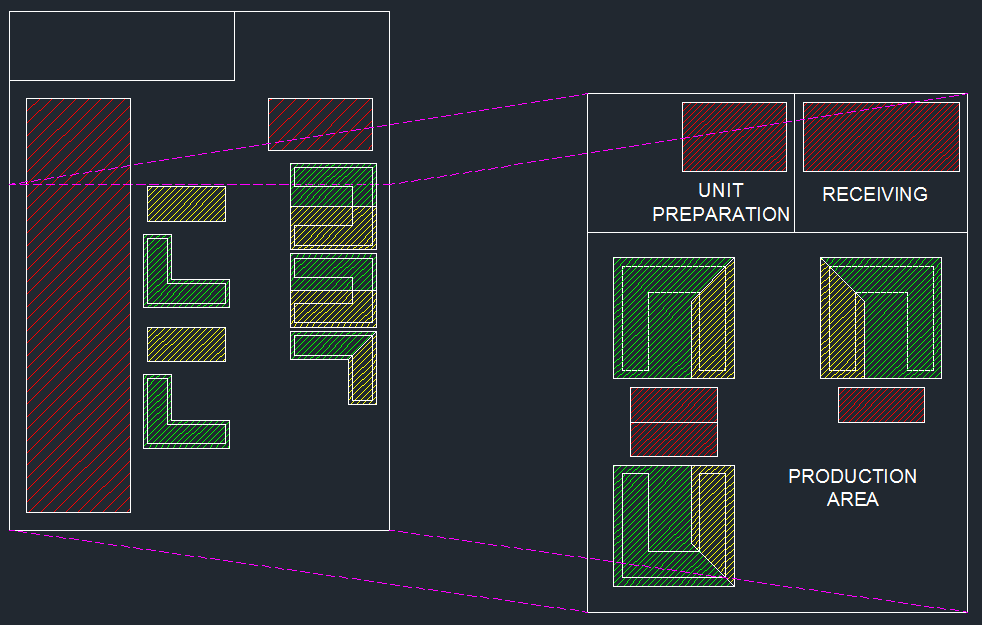 UNIT
PREPARATION
RECEIVING
PRODUCTION
AREA